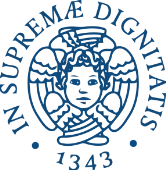 IN SUPREMÆ DIGNITATIS
· 1343 ·